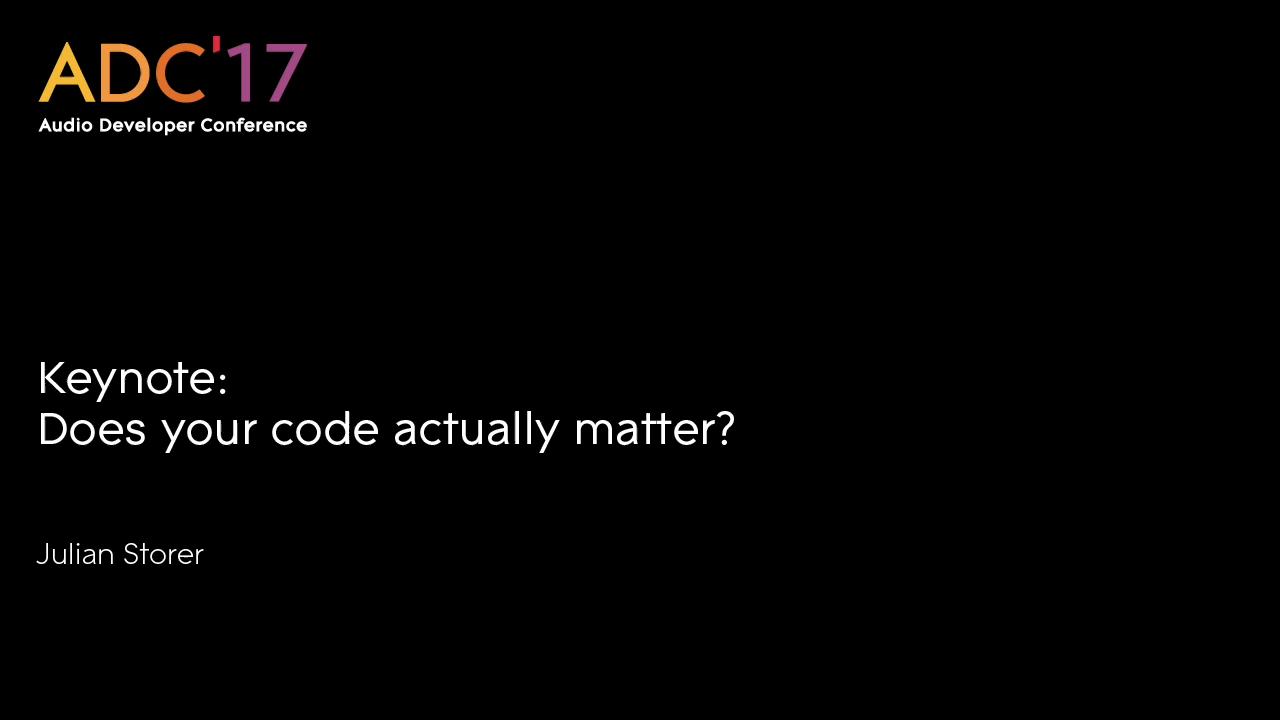 ADC'17
Audio Developer Conference
Keynote:
Does your code actually matter?
Julian Storer